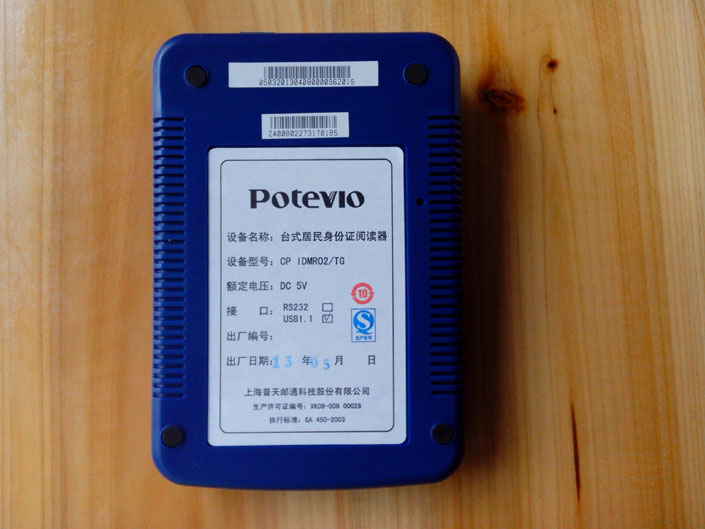 05032013040800000962019
Z400802273170195
Potevio
设备名称：台式居民身份证阅读器
设备型号：CP IDMR02/TG
额定电压：DC 5V
接 口：RS232 □
USB1.1 ☑
10
出厂编号：
出厂日期：13 年 05 月 日
上海普天邮通科技股份有限公司
生产许可证编号：XK09-008 00028
执行标准：GA 450-2003